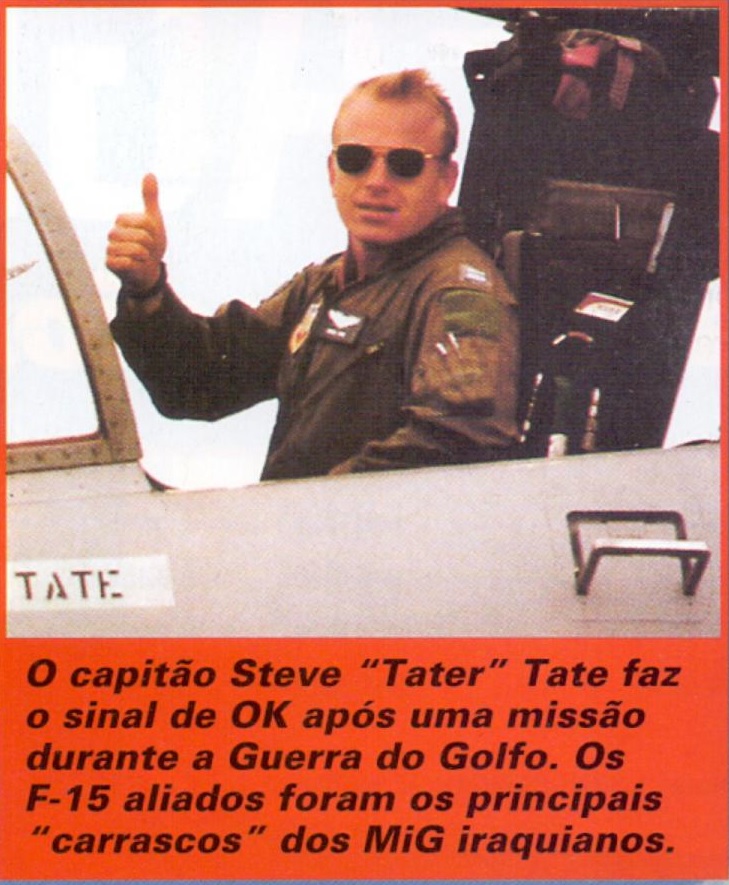 TATE
O capitão Steve "Tater" Tate faz
o sinal de OK após uma missão
durante a Guerra do Golfo. Os
F-15 aliados foram os principais
"carrascos" dos MiG iraquianos.